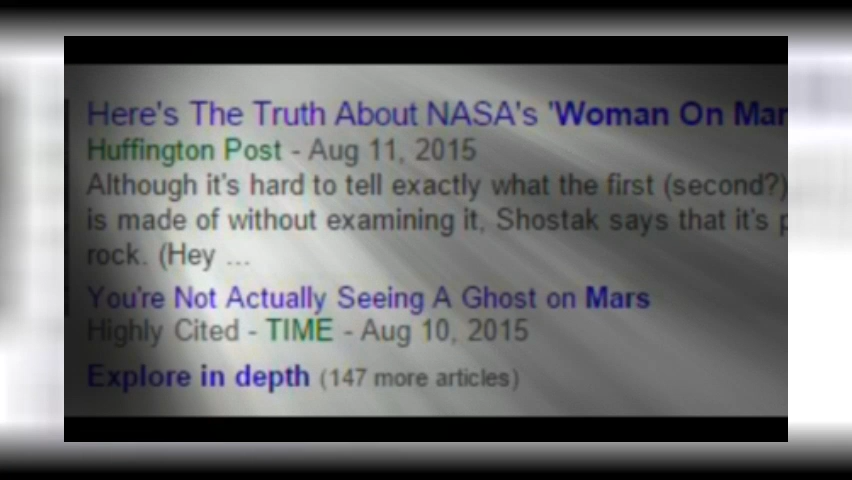 Here's The Truth About NASA's 'Woman On Mar
Huffington Post - Aug 11, 2015
Although it's hard to tell exactly what the first (second?)
is made of without examining it, Shostak says that it's p
rock. (Hey ...
You're Not Actually Seeing A Ghost on Mars
Highly Cited - TIME - Aug 10, 2015
Explore in depth (147 more articles)